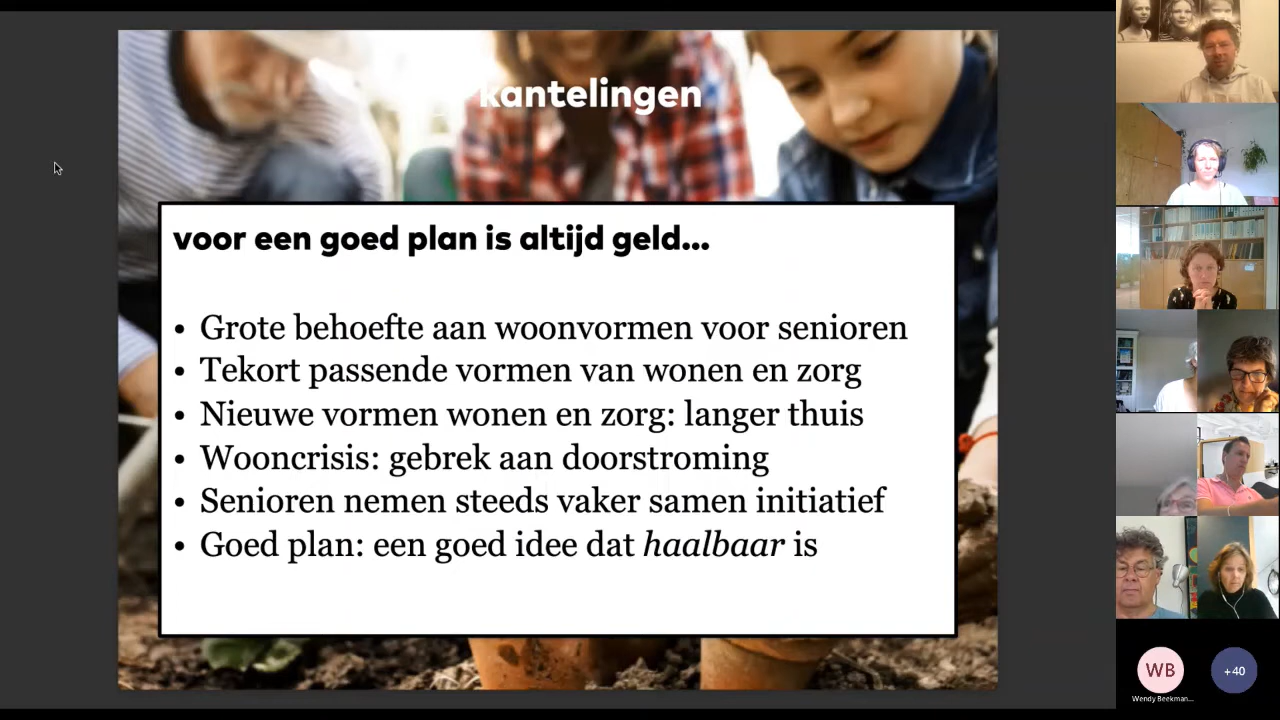 kantelingen
voor een goed plan is altijd geld...
• Grote behoefte aan woonvormen voor senioren
• Tekort passende vormen van wonen en zorg
• Nieuwe vormen wonen en zorg: langer thuis
• Wooncrisis: gebrek aan doorstroming
• Senioren nemen steeds vaker samen initiatief
• Goed plan: een goed idee dat haalbaar is
WB
+40
Wendy Beekman...